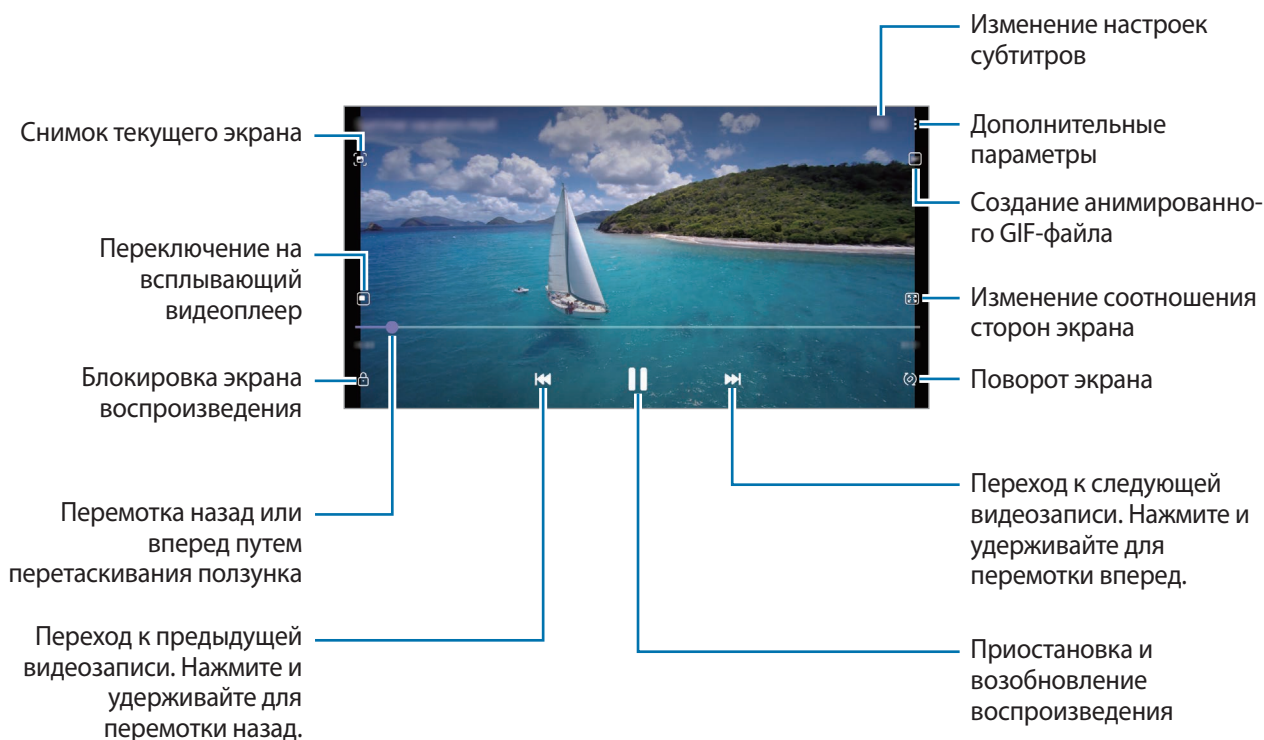 Изменение настроек
субтитров
Снимок текущего экрана
Дополнительные
параметры
Создание анимированно-
го GIF-файла
Переключение на
всплывающий
видеоплеер
Изменение соотношения
сторон экрана
Блокировка экрана
воспроизведения
Поворот экрана
Перемотка назад или
вперед путем
перетаскивания ползунка
Переход к следующей
видеозаписи. Нажмите и
удерживайте для
перемотки вперед.
Переход к предыдущей
видеозаписи. Нажмите и
удерживайте для
перемотки назад.
Приостановка и
возобновление
воспроизведения